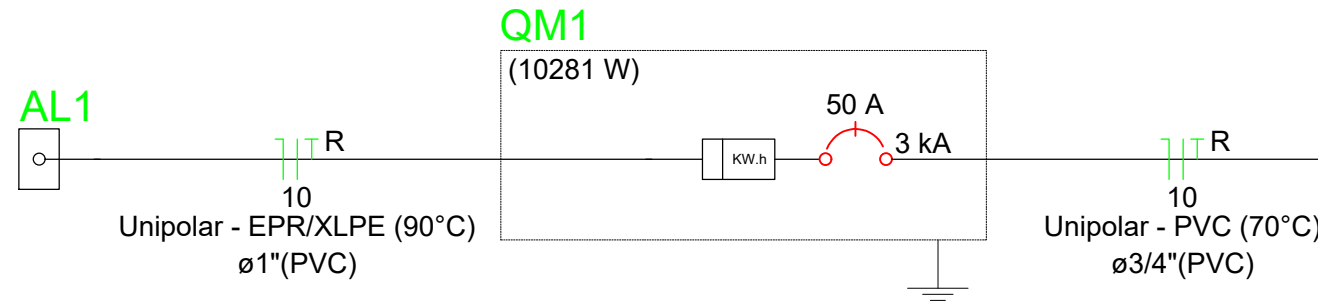 QM1
(10281 W)
AL1
50 A
R
KW.h
3 kA
R
10
Unipolar - EPR/XLPE (90°C)
ø1"(PVC)
10
Unipolar - PVC (70°C)
ø3/4"(PVC)